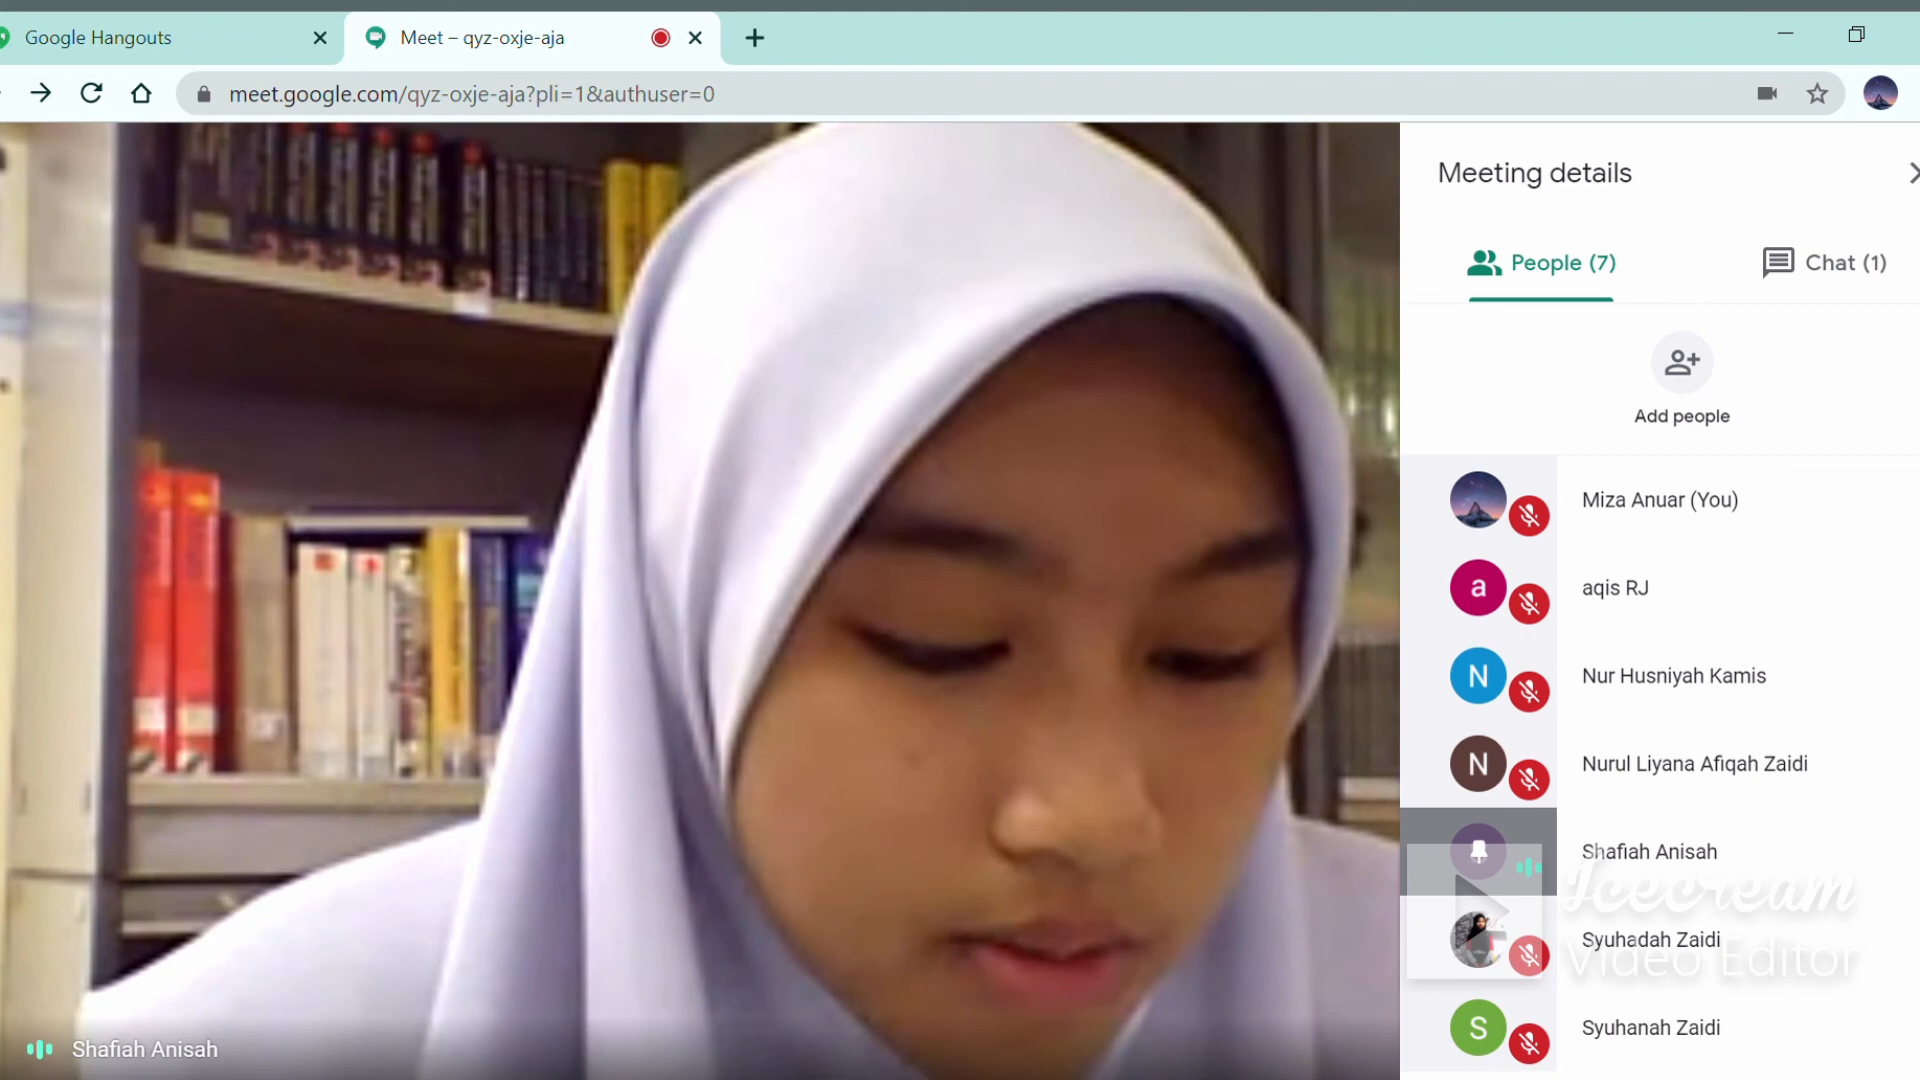 Google Hangouts
Meet – qyz-oxje-aja
meet.google.com/qyz-oxje-aja?pli=1&authuser=0
Meeting details
People (7)
Chat (1)
Add people
Miza Anuar (You)
aqis RJ
Nur Husniyah Kamis
Nurul Liyana Afiqah Zaidi
Shafiah Anisah
Syuhadah Zaidi
Syuhanah Zaidi
a
N
N
S
Icecream
Video Editor
Shafiah Anisah